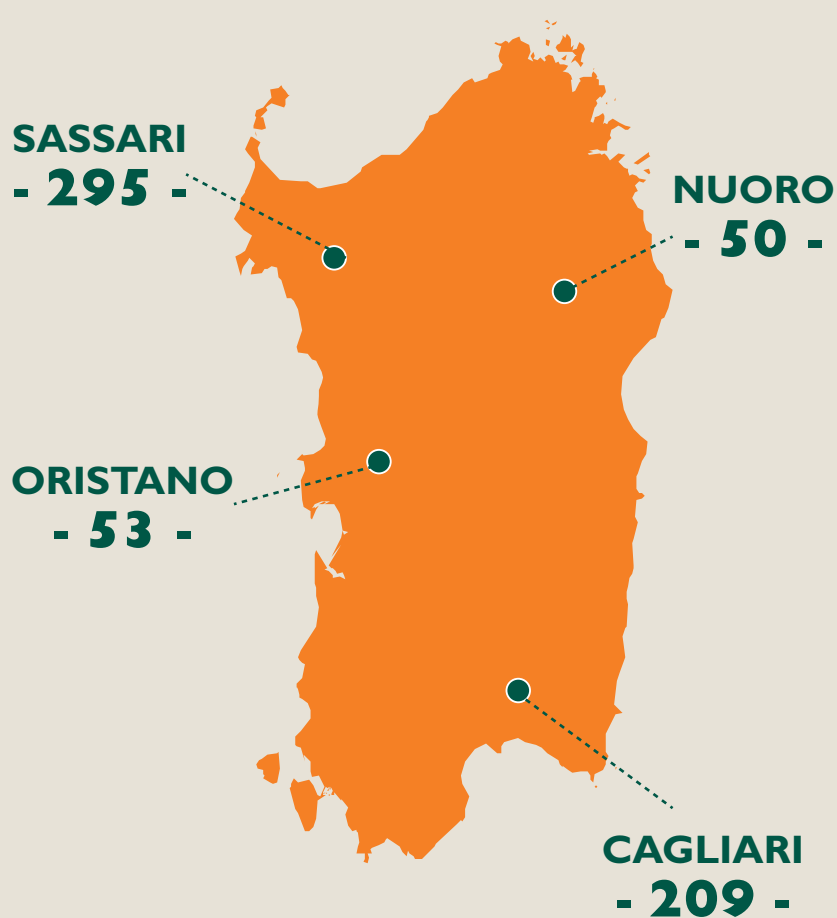 SASSARI
- 295 -
NUORO
- 50 -
ORISTANO
- 53 -
CAGLIARI
- 209 -